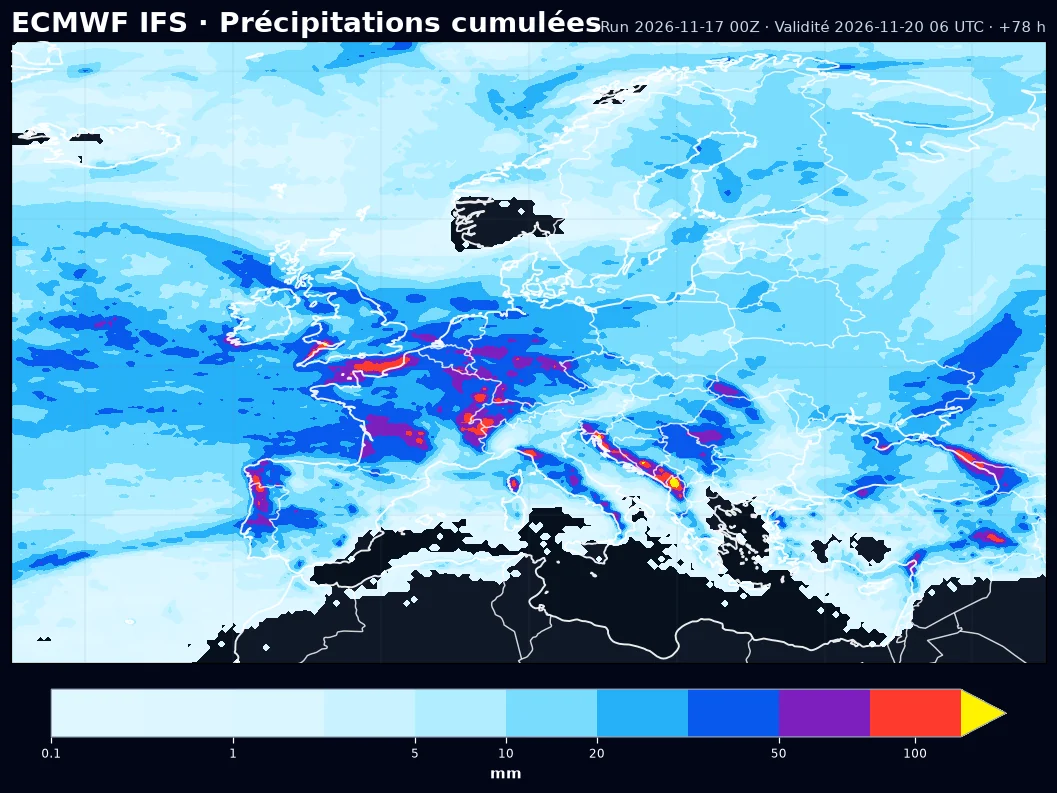 ECMWF IFS · Précipitations cumulées
Run 2026-11-17 00Z · Validité 2026-11-20 06 UTC · +78 h
0.1 1 5 10 20 50 100
mm